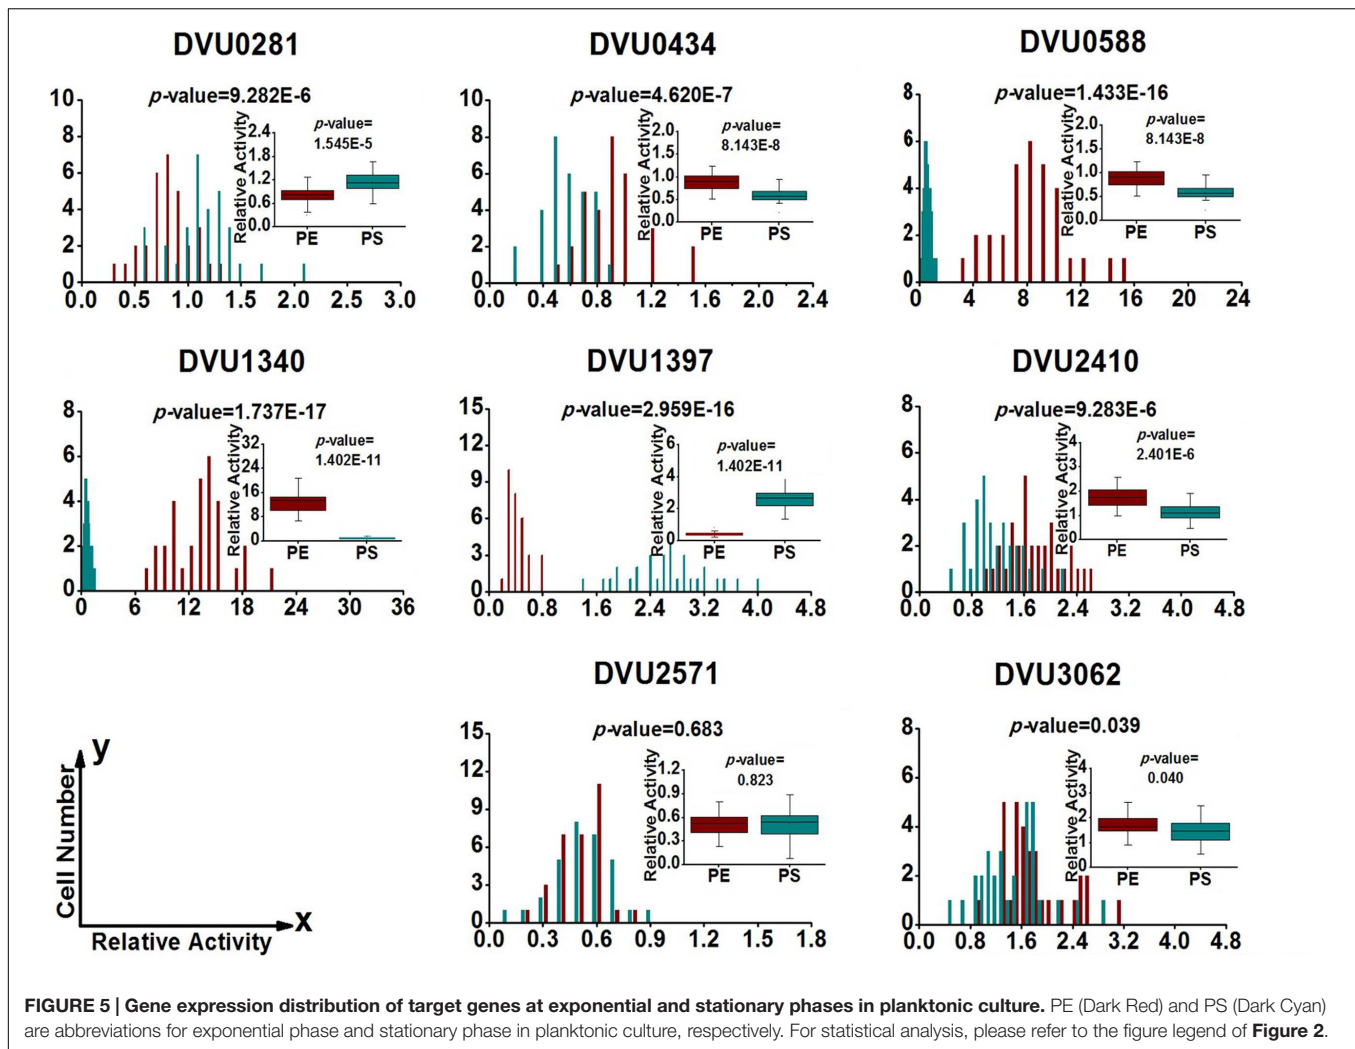 DVU0281
p-value=9.282E-6
10
8
6
4
2
0
0.0 0.5 1.0 1.5 2.0 2.5 3.0
Relative Activity
2.4
1.8
1.2
0.6
0.0
p-value=
1.545E-5
PE PS
DVU0434
p-value=4.620E-7
10
8
6
4
2
0
0.0 0.4 0.8 1.2 1.6 2.0 2.4
Relative Activity
2.0
1.5
1.0
0.5
0.0
p-value=
8.143E-8
PE PS
DVU0588
p-value=1.433E-16
8
6
4
2
0
0 4 8 12 16 20 24
Relative Activity
2.0
1.5
1.0
0.5
0.0
p-value=
8.143E-8
PE PS
DVU1340
p-value=1.737E-17
8
6
4
2
0
0 6 12 18 24 30 36
Relative Activity
32
24
16
8
0
p-value=
1.402E-11
PE PS
DVU1397
p-value=2.959E-16
15
12
9
6
3
0
0.0 0.8 1.6 2.4 3.2 4.0 4.8
Relative Activity
6
4
2
0
p-value=
1.402E-11
PE PS
DVU2410
p-value=9.283E-6
8
6
4
2
0
0.0 0.8 1.6 2.4 3.2 4.0 4.8
Relative Activity
4
3
2
1
0
p-value=
2.401E-6
PE PS
y
Cell Number
Relative Activity
x
DVU2571
p-value=0.683
15
12
9
6
3
0
0.0 0.3 0.6 0.9 1.2 1.5 1.8
Relative Activity
1.2
0.9
0.6
0.3
0.0
p-value=
0.823
PE PS
DVU3062
p-value=0.039
8
6
4
2
0
0.0 0.8 1.6 2.4 3.2 4.0 4.8
Relative Activity
4
3
2
1
0
p-value=
0.040
PE PS
FIGURE 5 | Gene expression distribution of target genes at exponential and stationary phases in planktonic culture. PE (Dark Red) and PS (Dark Cyan)
are abbreviations for exponential phase and stationary phase in planktonic culture, respectively. For statistical analysis, please refer to the figure legend of Figure 2.